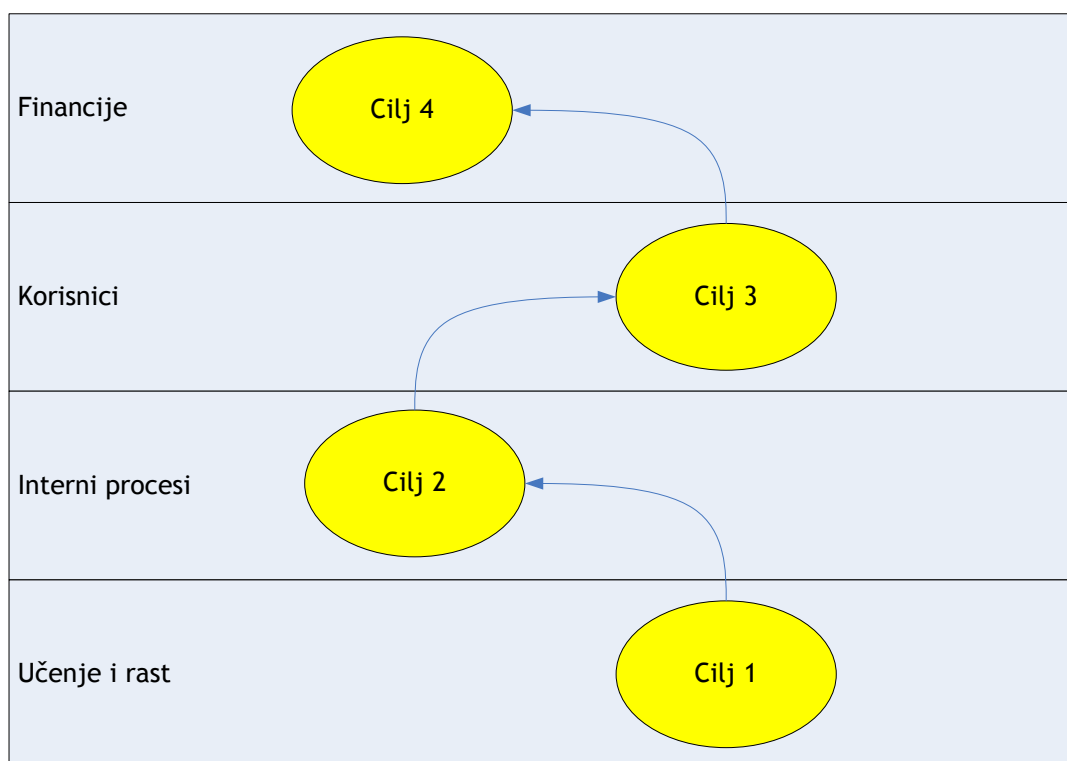 Financije
Cilj 4
Korisnici
Cilj 3
Interni procesi
Cilj 2
Učenje i rast
Cilj 1